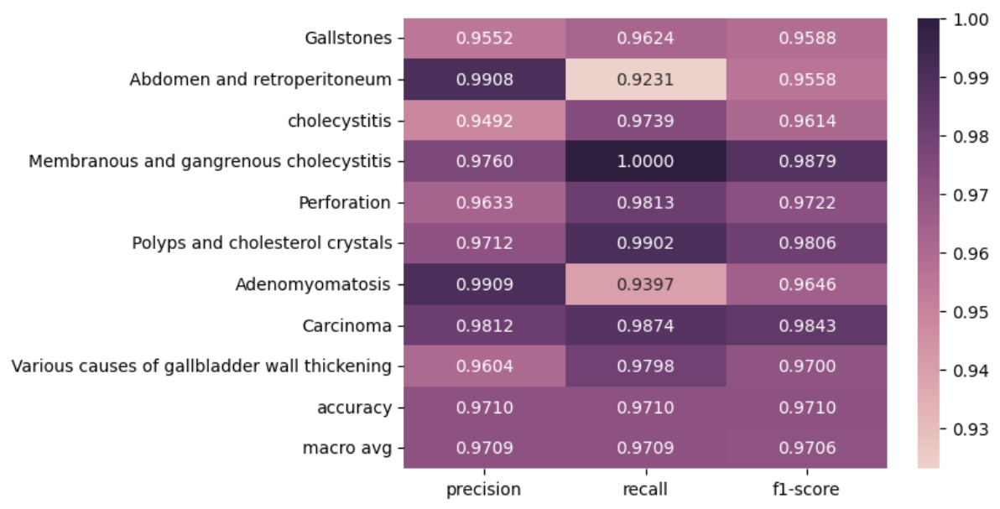 Gallstones 0.9552 0.9624 0.9588
Abdomen and retroperitoneum 0.9908 0.9231 0.9558
cholecystitis 0.9492 0.9739 0.9614
Membranous and gangrenous cholecystitis 0.9760 1.0000 0.9879
Perforation 0.9633 0.9813 0.9722
Polyps and cholesterol crystals 0.9712 0.9902 0.9806
Adenomyomatosis 0.9909 0.9397 0.9646
Carcinoma 0.9812 0.9874 0.9843
Various causes of gallbladder wall thickening 0.9604 0.9798 0.9700
accuracy 0.9710 0.9710 0.9710
macro avg 0.9709 0.9709 0.9706
precision recall f1-score
1.00
0.99
0.98
0.97
0.96
0.95
0.94
0.93